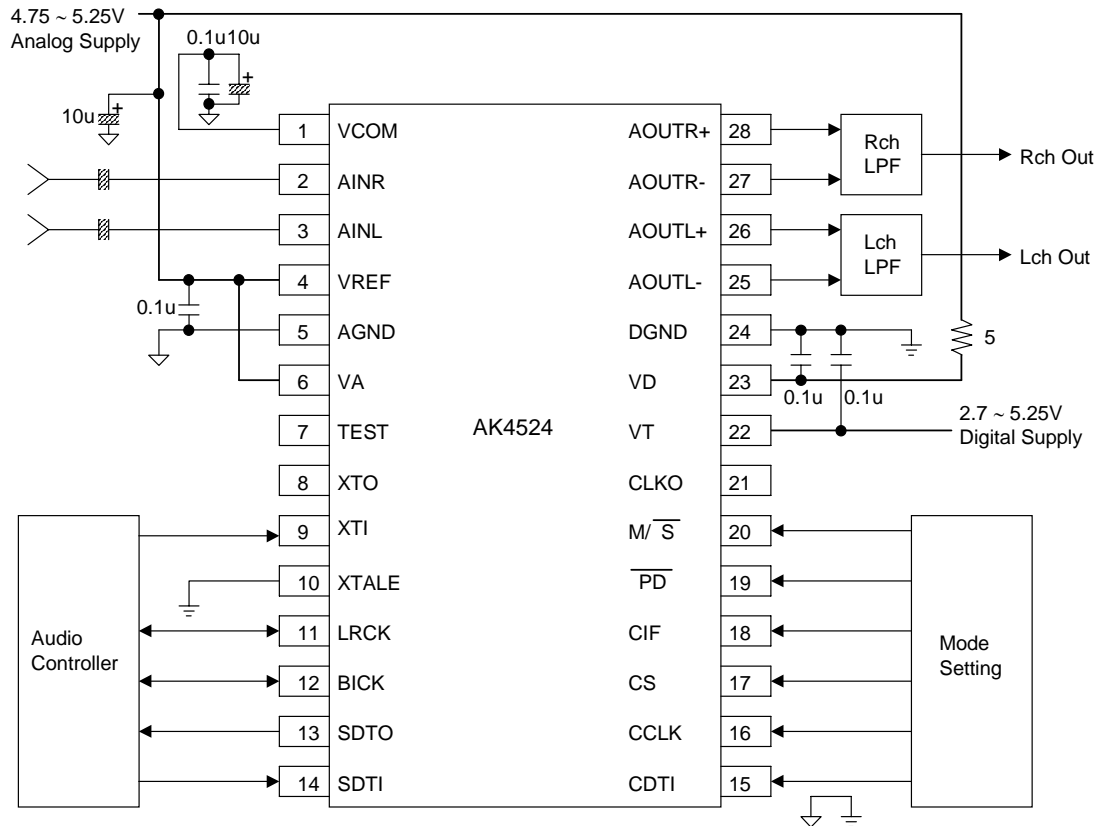 4.75 ~ 5.25V
Analog Supply
0.1u10u
10u
1 VCOM
AOUTR+ 28
Rch
LPF
Rch Out
2 AINR
AOUTR- 27
3 AINL
AOUTL+ 26
Lch
LPF
Lch Out
4 VREF
AOUTL- 25
0.1u
5 AGND
DGND 24
5
6 VA
VD 23
0.1u 0.1u
7 TEST
AK4524
VT 22
2.7 ~ 5.25V
Digital Supply
8 XTO
CLKO 21
9 XTI
M/ S̅ 20
10 XTALE
P̅D̅ 19
11 LRCK
CIF 18
Audio
Controller
Mode
Setting
12 BICK
CS 17
13 SDTO
CCLK 16
14 SDTI
CDTI 15